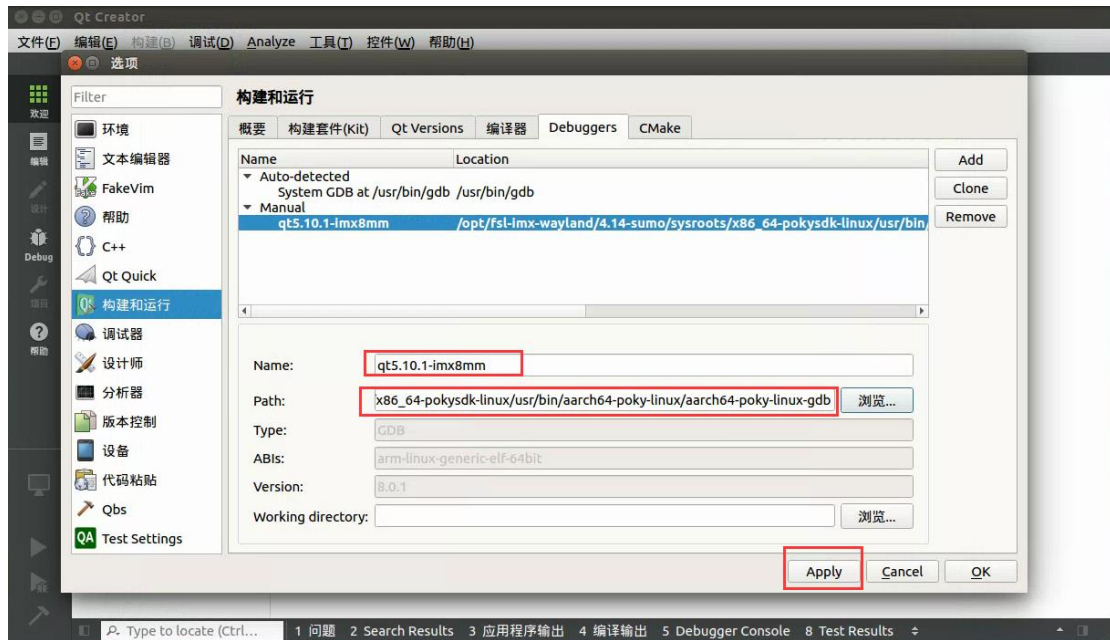 Qt Creator
文件(F) 编辑(E) 构建(B) 调试(D) Analyze 工具(T) 控件(W) 帮助(H)
选项
欢迎
编辑
设计
Debug
项目
帮助
Filter
环境
文本编辑器
FakeVim
帮助
C++
Qt Quick
构建和运行
调试器
设计师
分析器
版本控制
设备
代码粘贴
Qbs
QA Test Settings
构建和运行
概要 构建套件(Kit) Qt Versions 编译器 Debuggers CMake
Name Location
Auto-detected
System GDB at /usr/bin/gdb /usr/bin/gdb
Manual
qt5.10.1-imx8mm /opt/fsl-imx-wayland/4.14-sumo/sysroots/x86_64-pokysdk-linux/usr/bin/
Add
Clone
Remove
Name: qt5.10.1-imx8mm
Path: x86_64-pokysdk-linux/usr/bin/aarch64-poky-linux/aarch64-poky-linux-gdb 浏览...
Type: GDB
ABIs: arm-linux-generic-elf-64bit
Version: 8.0.1
Working directory: 浏览...
Apply Cancel OK
Type to locate (Ctrl... 1 问题 2 Search Results 3 应用程序输出 4 编译输出 5 Debugger Console 8 Test Results